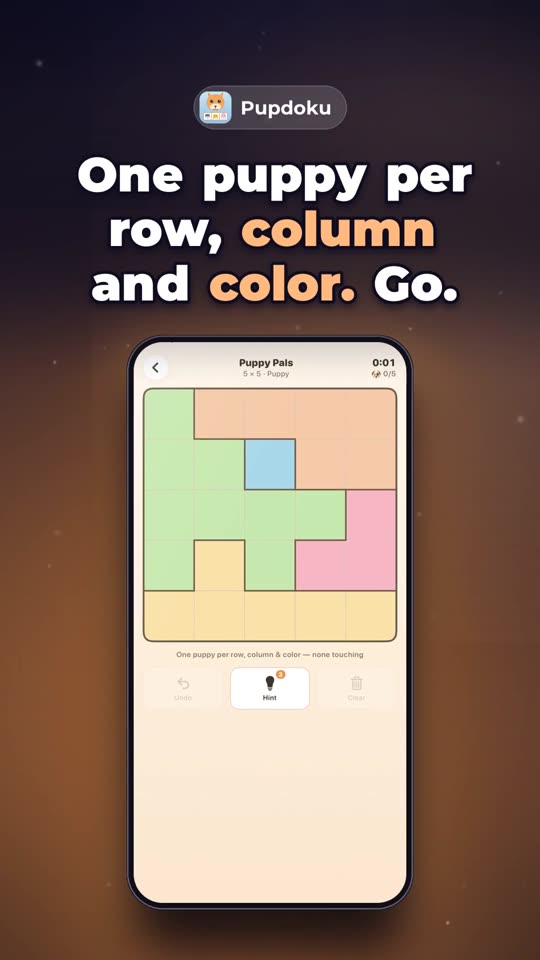 Pupdoku
One puppy per
row, column
and color. Go.
Puppy Pals
0:01
5 × 5 · Puppy
0/5
One puppy per row, column & color — none touching
3
Undo
Hint
Clear